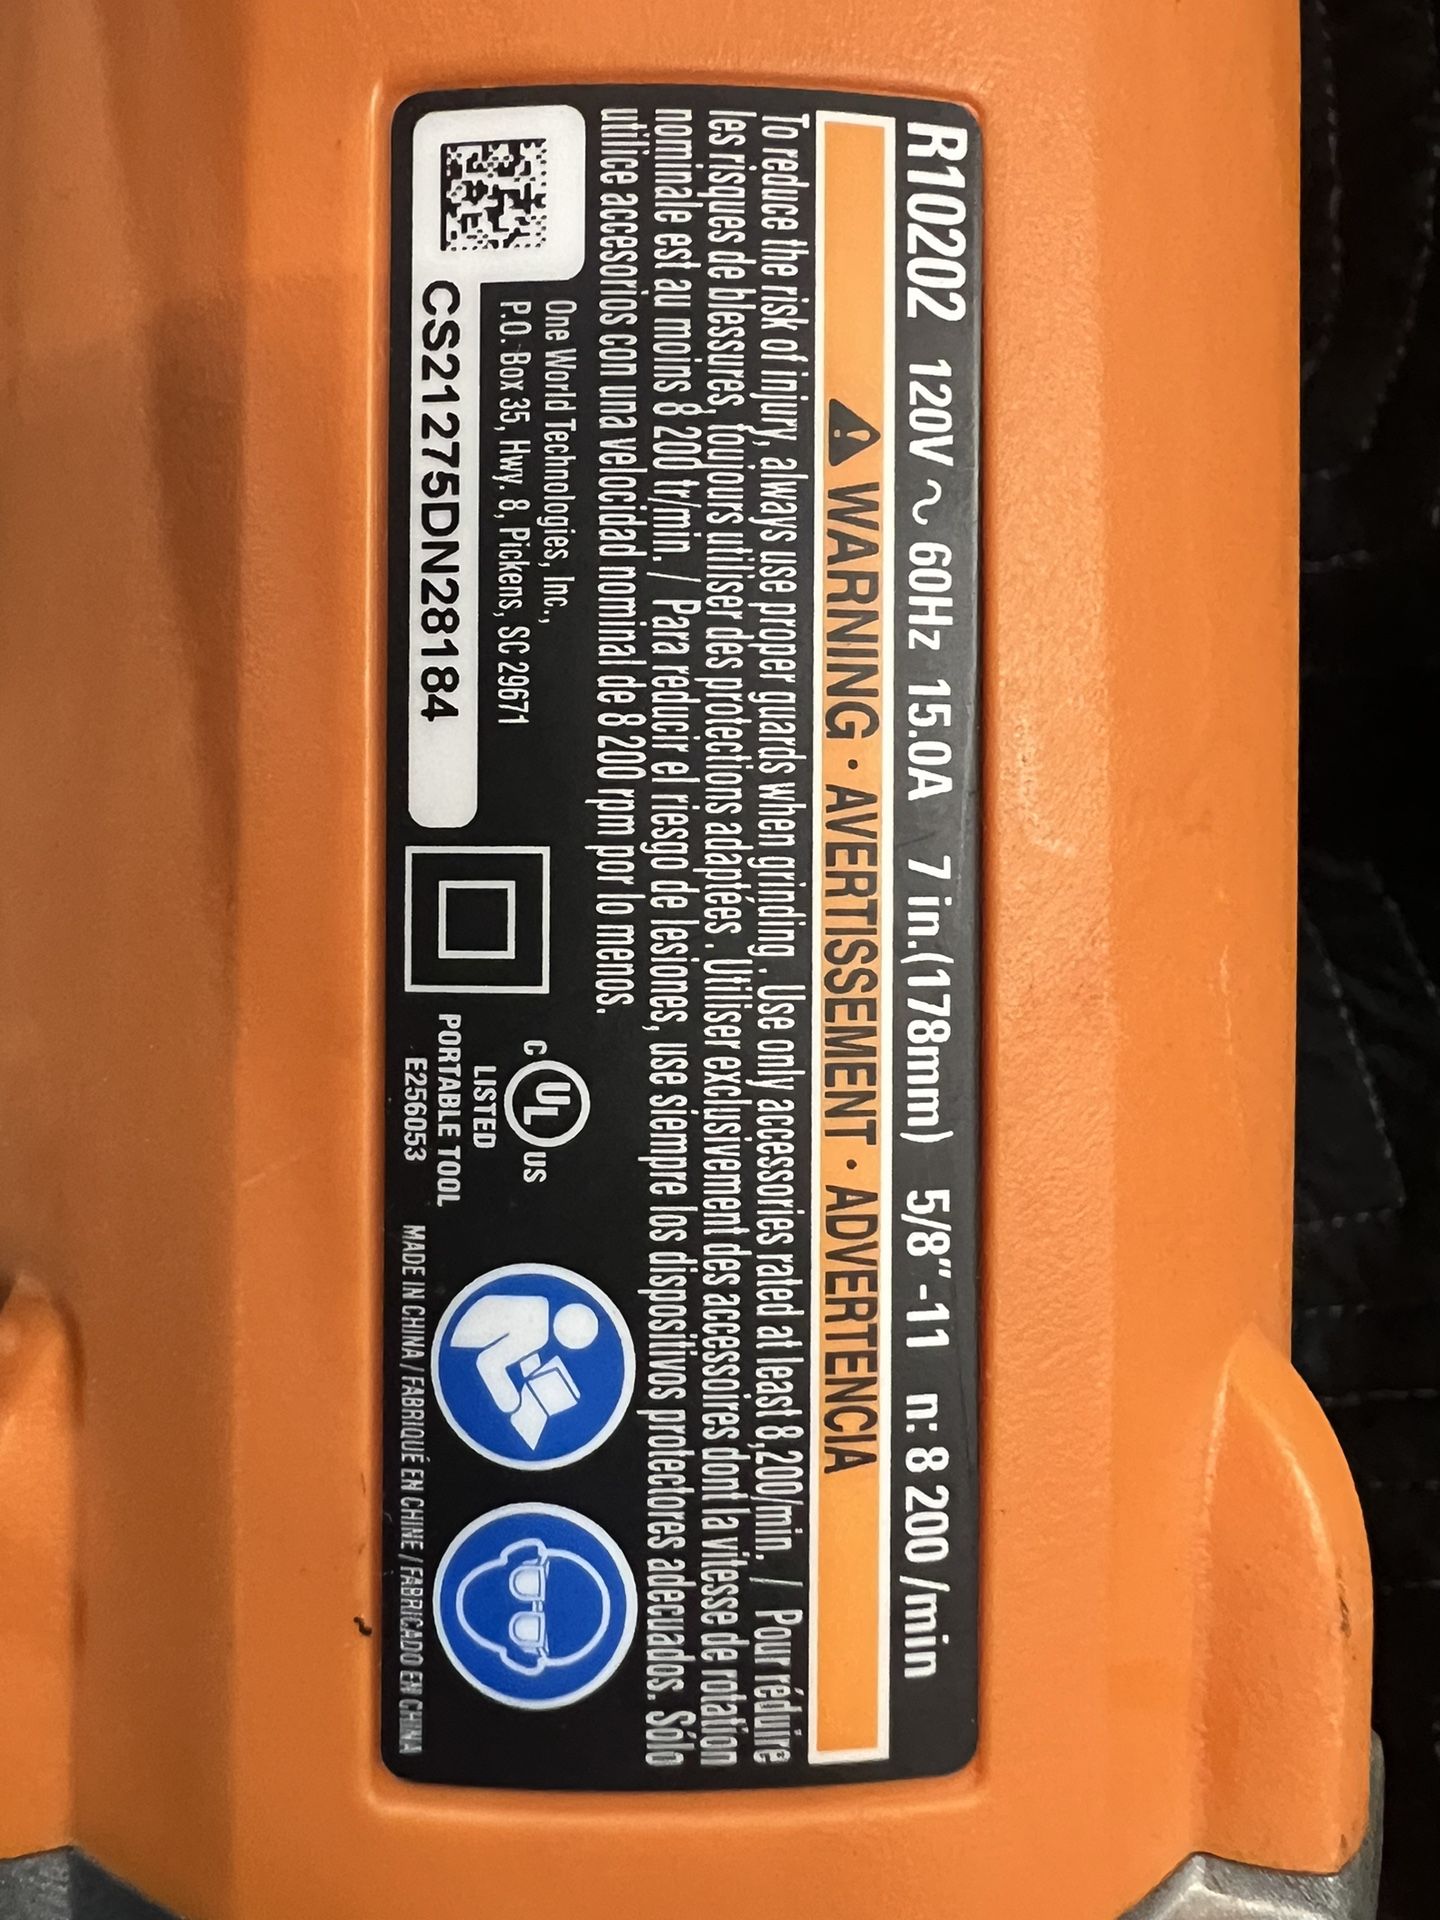 R10202 120V ~ 60Hz 15.0A 7 in.(178mm) 5/8"-11 n: 8 200 /min
WARNING · AVERTISSEMENT · ADVERTENCIA
To reduce the risk of injury, always use proper guards when grinding . Use only accessories rated at least 8,200/min. / Pour réduire
les risques de blessures, toujours utiliser des protections adaptées . Utiliser exclusivement des accessoires dont la vitesse de rotation
nominale est au moins 8 200 tr/min. / Para reducir el riesgo de lesiones, use siempre los dispositivos protectores adecuados. Sólo
utilice accesorios con una velocidad nominal de 8 200 rpm por lo menos.
One World Technologies, Inc.,
P.O. Box 35, Hwy. 8, Pickens, SC 29671
CS21275DN28184
C UL US
LISTED
PORTABLE TOOL
E256053
MADE IN CHINA / FABRIQUÉ EN CHINE / FABRICADO EN CHINA